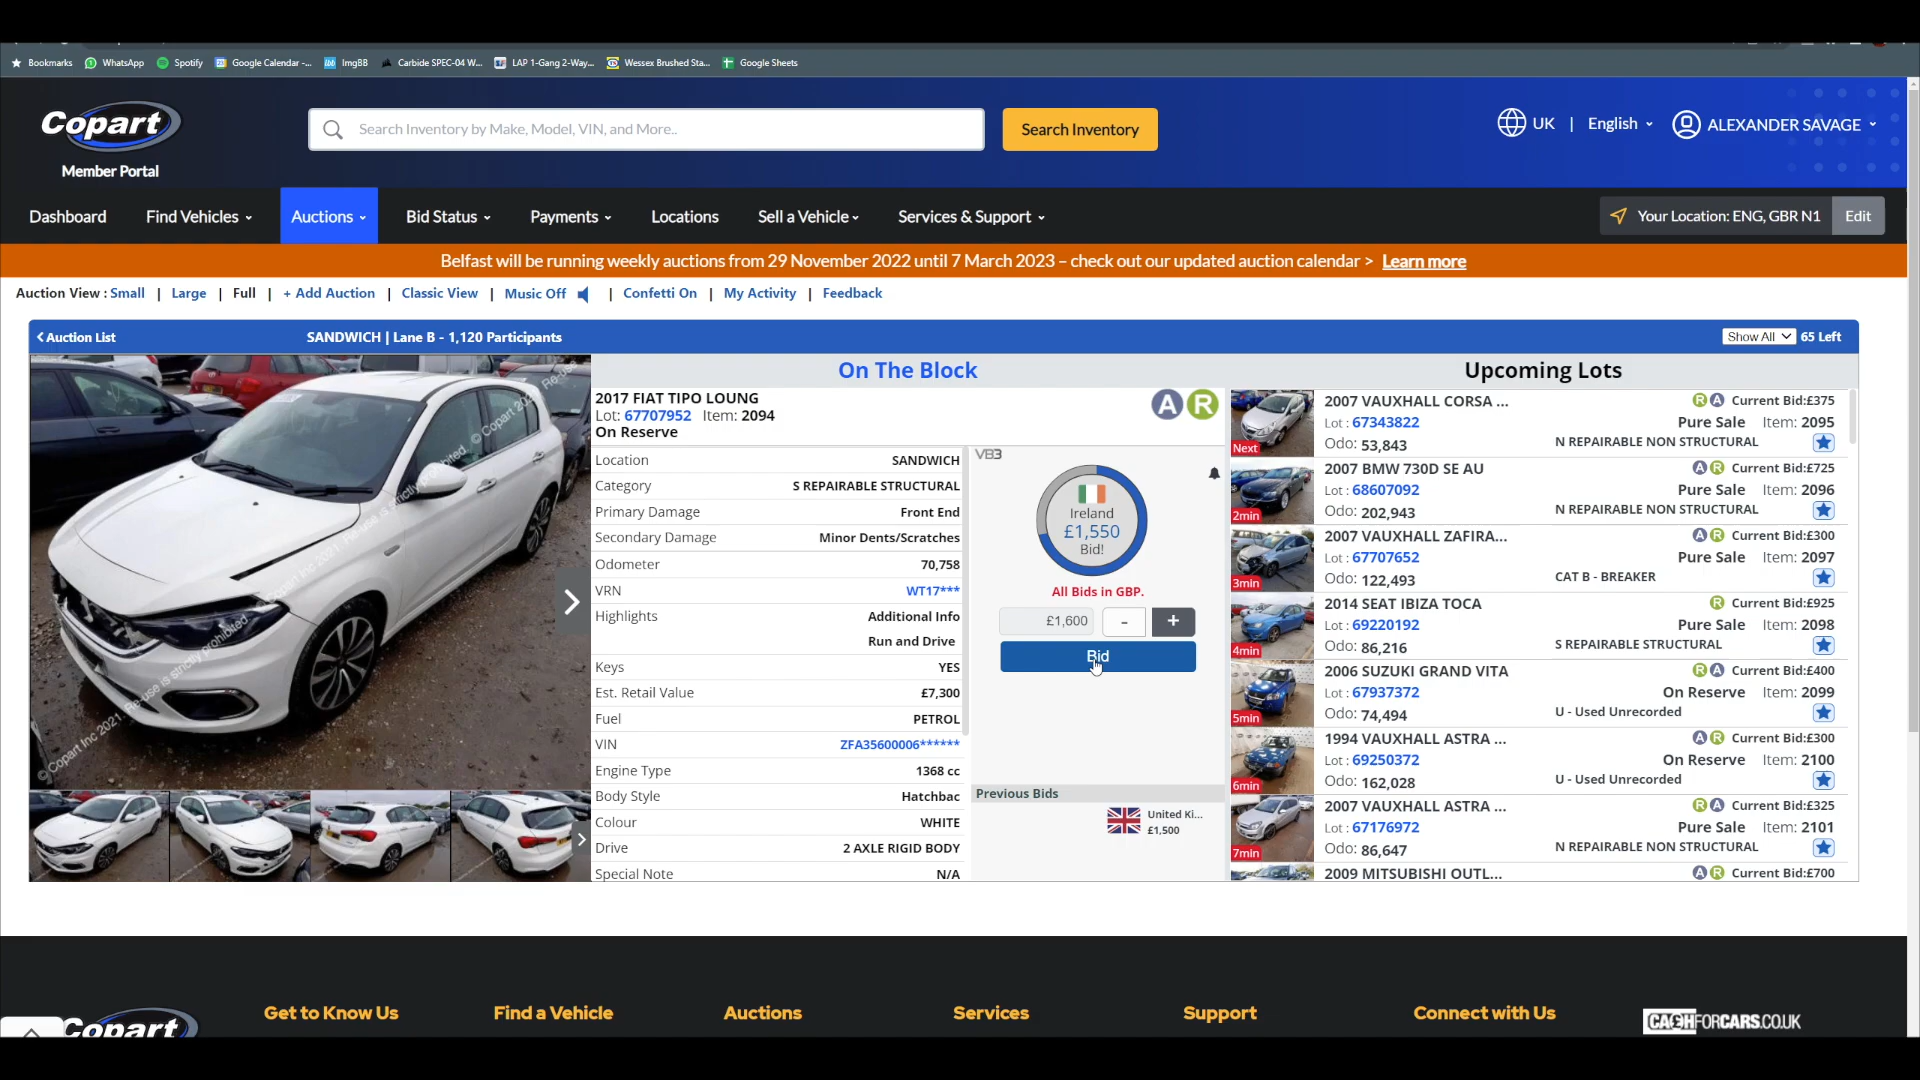 Bookmarks WhatsApp Spotify Google Calendar -... ImgBB Carbide SPEC-04 W... LAP 1-Gang 2-Way... Wessex Brushed Sta... Google Sheets
Copart
Member Portal
Search Inventory by Make, Model, VIN, and More..
Search Inventory
UK | English
ALEXANDER SAVAGE
Dashboard Find Vehicles Auctions Bid Status Payments Locations Sell a Vehicle Services & Support
Your Location: ENG, GBR N1 Edit
Belfast will be running weekly auctions from 29 November 2022 until 7 March 2023 – check out our updated auction calendar > Learn more
Auction View : Small | Large | Full | + Add Auction | Classic View | Music Off | Confetti On | My Activity | Feedback
Auction List
SANDWICH | Lane B - 1,120 Participants
Show All 65 Left
© Copart Inc 2021. Re-use is strictly prohibited
On The Block
2017 FIAT TIPO LOUNG
Lot: 67707952 Item: 2094
On Reserve
A R
Location SANDWICH
Category S REPAIRABLE STRUCTURAL
Primary Damage Front End
Secondary Damage Minor Dents/Scratches
Odometer 70,758
VRN WT17***
Highlights Additional Info
Run and Drive
Keys YES
Est. Retail Value £7,300
Fuel PETROL
VIN ZFA35600006******
Engine Type 1368 cc
Body Style Hatchbac
Colour WHITE
Drive 2 AXLE RIGID BODY
Special Note N/A
VB3
Ireland
£1,550
Bid!
All Bids in GBP.
£1,600 - +
Bid
Previous Bids
United Ki...
£1,500
Upcoming Lots
2007 VAUXHALL CORSA ... R A Current Bid:£375
Lot : 67343822 Pure Sale Item: 2095
Next Odo: 53,843 N REPAIRABLE NON STRUCTURAL
2007 BMW 730D SE AU A R Current Bid:£725
Lot : 68607092 Pure Sale Item: 2096
2min Odo: 202,943 N REPAIRABLE NON STRUCTURAL
2007 VAUXHALL ZAFIRA... A R Current Bid:£300
Lot : 67707652 Pure Sale Item: 2097
3min Odo: 122,493 CAT B - BREAKER
2014 SEAT IBIZA TOCA R Current Bid:£925
Lot : 69220192 Pure Sale Item: 2098
4min Odo: 86,216 S REPAIRABLE STRUCTURAL
2006 SUZUKI GRAND VITA R A Current Bid:£400
Lot : 67937372 On Reserve Item: 2099
5min Odo: 74,494 U - Used Unrecorded
1994 VAUXHALL ASTRA ... A R Current Bid:£300
Lot : 69250372 On Reserve Item: 2100
6min Odo: 162,028 U - Used Unrecorded
2007 VAUXHALL ASTRA ... R A Current Bid:£325
Lot : 67176972 Pure Sale Item: 2101
7min Odo: 86,647 N REPAIRABLE NON STRUCTURAL
2009 MITSUBISHI OUTL... A R Current Bid:£700
Copart
Get to Know Us Find a Vehicle Auctions Services Support Connect with Us
CASHFORCARS.CO.UK